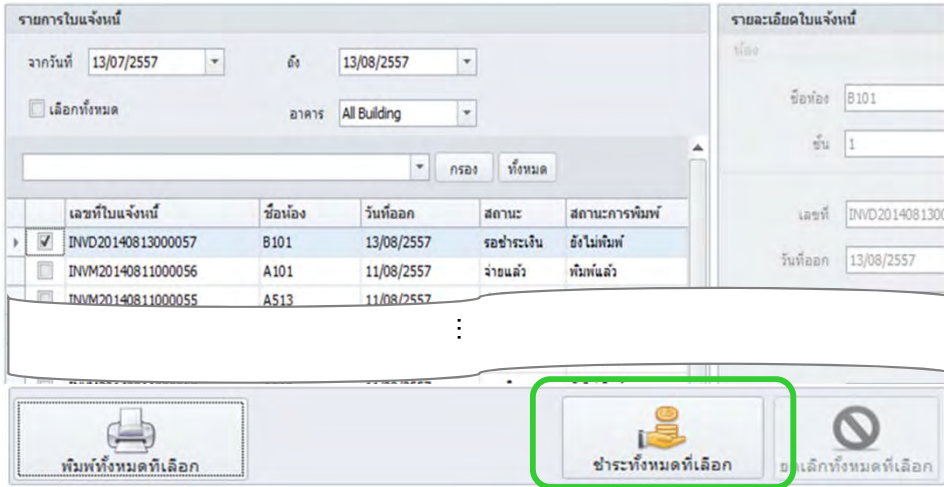 รายการใบแจ้งหนี้
จากวันที่ 13/07/2557 ถึง 13/08/2557
เลือกทั้งหมด อาคาร All Building
กรอง ทั้งหมด
เลขที่ใบแจ้งหนี้ ชื่อห้อง วันที่ออก สถานะ สถานะการพิมพ์
INVD20140813000057 B101 13/08/2557 รอชำระเงิน ยังไม่พิมพ์
INVM20140811000056 A101 11/08/2557 จ่ายแล้ว พิมพ์แล้ว
INVM20140811000055 A513 11/08/2557
⋮
พิมพ์ทั้งหมดที่เลือก ชำระทั้งหมดที่เลือก ยกเลิกทั้งหมดที่เลือก
รายละเอียดใบแจ้งหนี้
ห้อง
ชื่อห้อง B101
ชั้น 1
เลขที่ INVD2014081300
วันที่ออก 13/08/2557